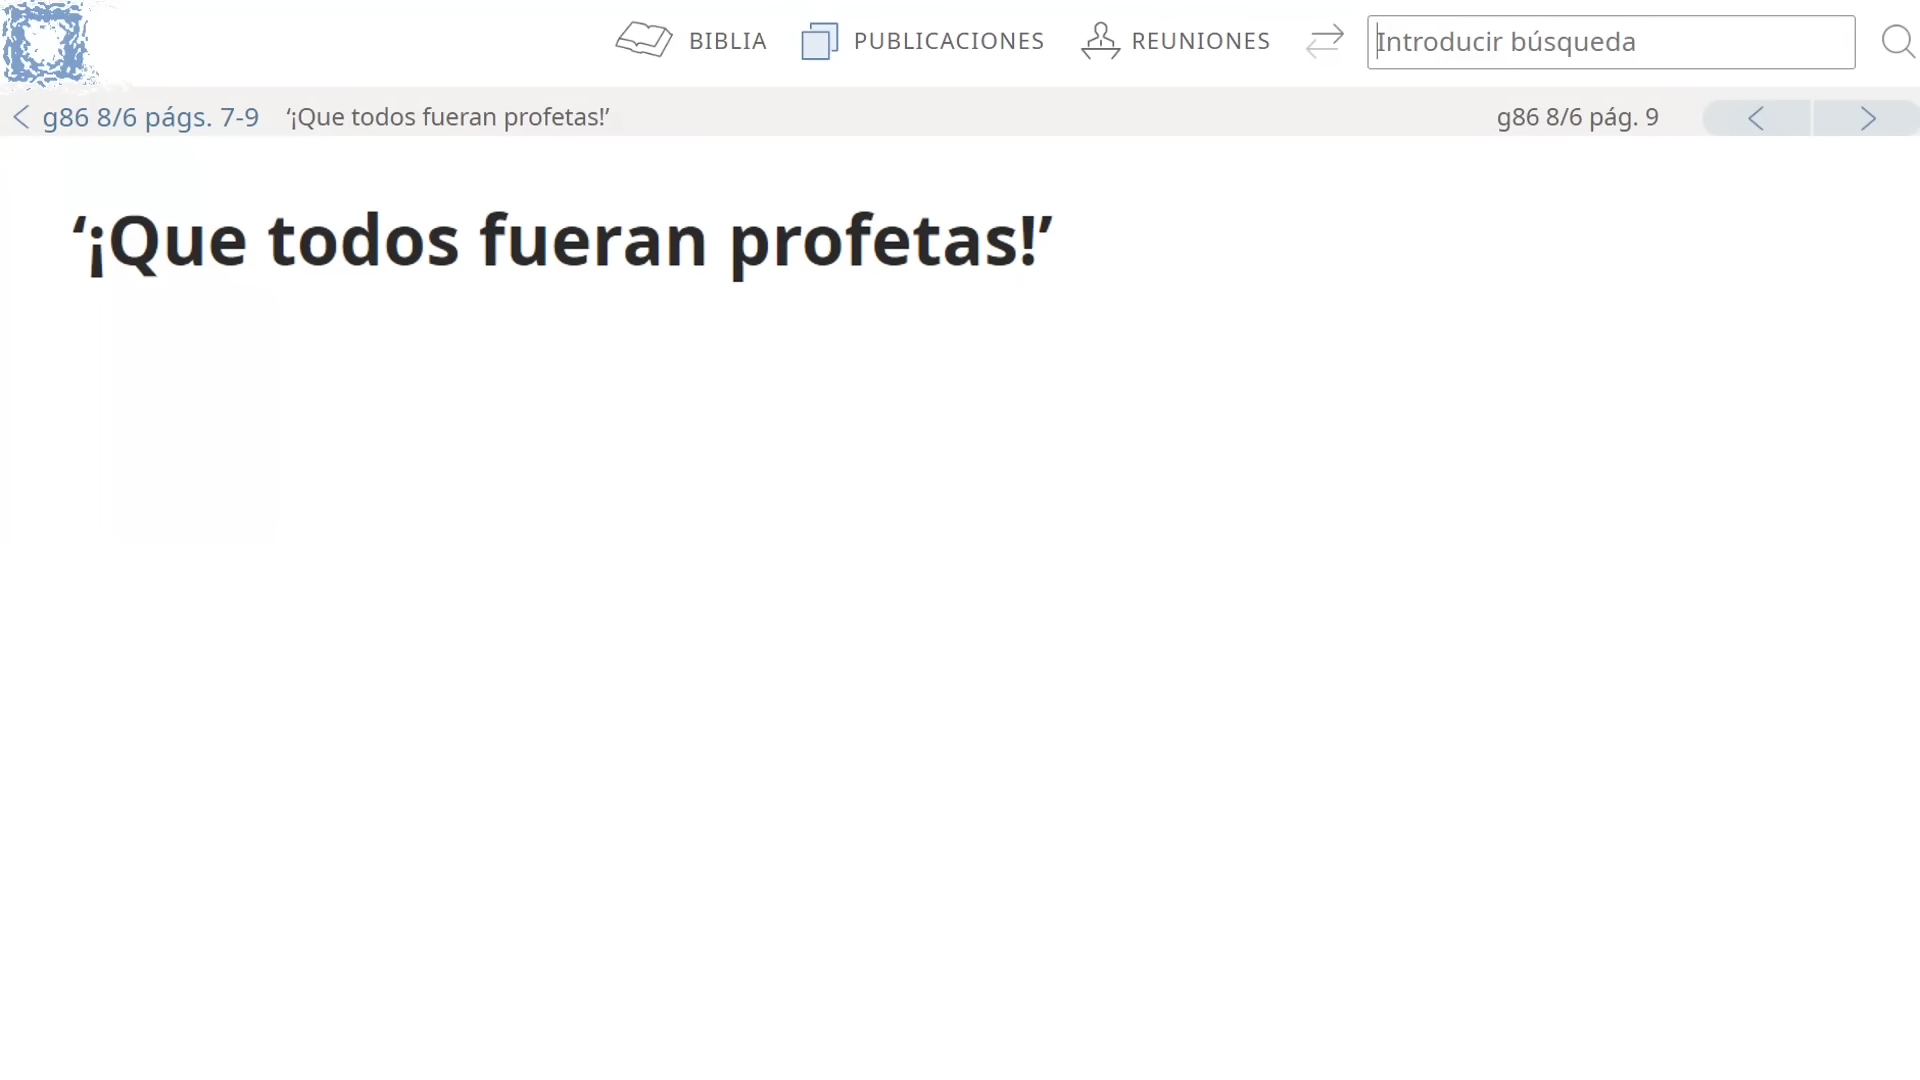 BIBLIA PUBLICACIONES REUNIONES Introducir búsqueda
g86 8/6 págs. 7-9 ‘¡Que todos fueran profetas!’ g86 8/6 pág. 9
‘¡Que todos fueran profetas!’